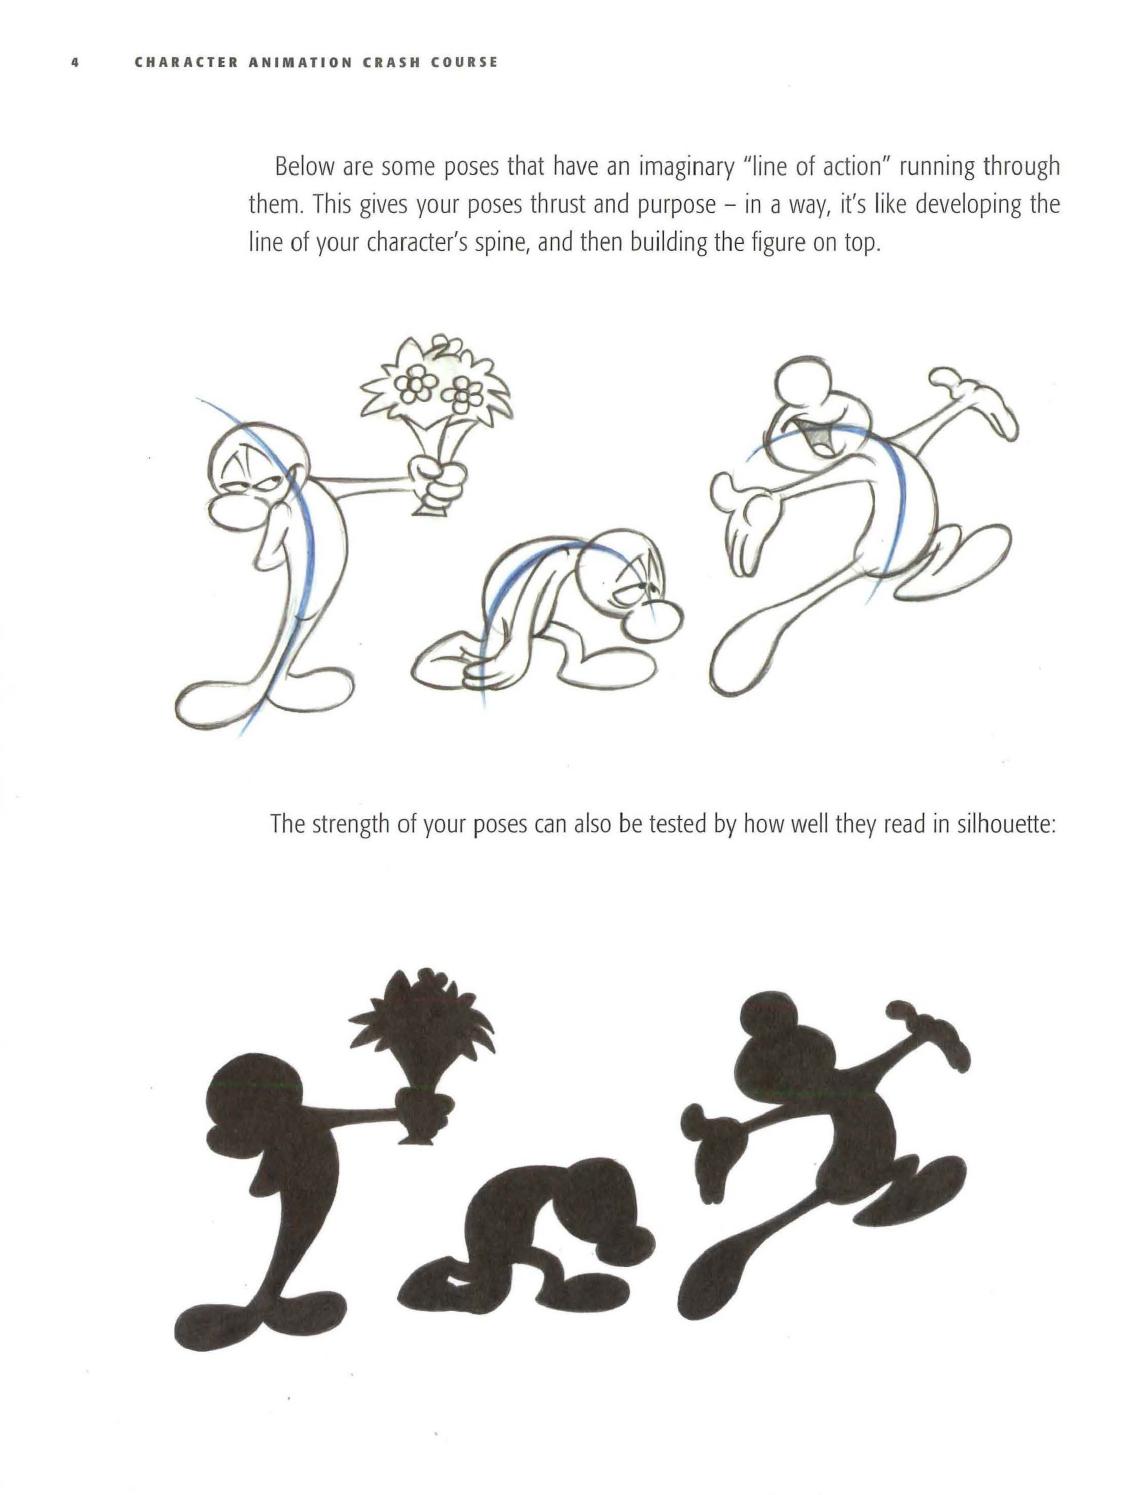 4 CHARACTER ANIMATION CRASH COURSE
Below are some poses that have an imaginary “line of action” running through
them. This gives your poses thrust and purpose – in a way, it’s like developing the
line of your character’s spine, and then building the figure on top.
The strength of your poses can also be tested by how well they read in silhouette: